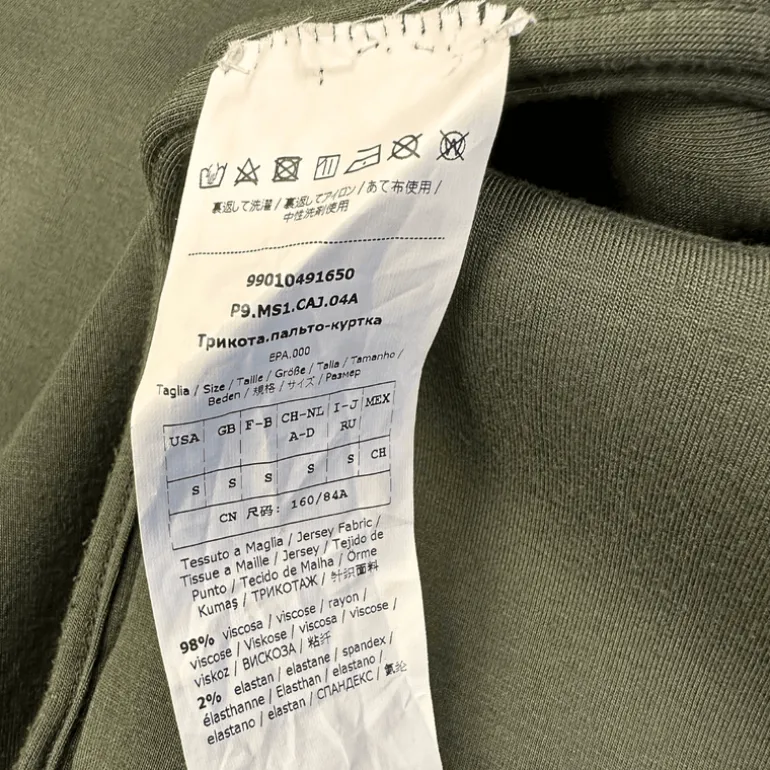 裏返して洗濯 / 裏返してアイロン / あて布使用 /
中性洗剤使用
99010491650
P9.MS1.CAJ.04A
Трикота.пальто-куртка
EPA.000
Taglia / Size / Taille / Größe / Talla / Tamanho /
Beden / 規格 / サイズ / Размер
USA GB F-B CH-NL I-J MEX
A-D RU
S S S S S CH
CN 尺码: 160/84A
Tessuto a Maglia / Jersey Fabric /
Tissue a Maille / Jersey / Tejido de
Punto / Tecido de Malha / Örme
Kumaş / ТРИКОТАЖ / 针织面料
98% viscosa / viscose / rayon /
viscose / Viskose / viscosa / viscose /
viskoz / ВИСКОЗА / 粘纤
2% elastan / elastane / spandex /
élasthanne / Elasthan / elastano /
elastano / elastan / СПАНДЕКС / 氨纶